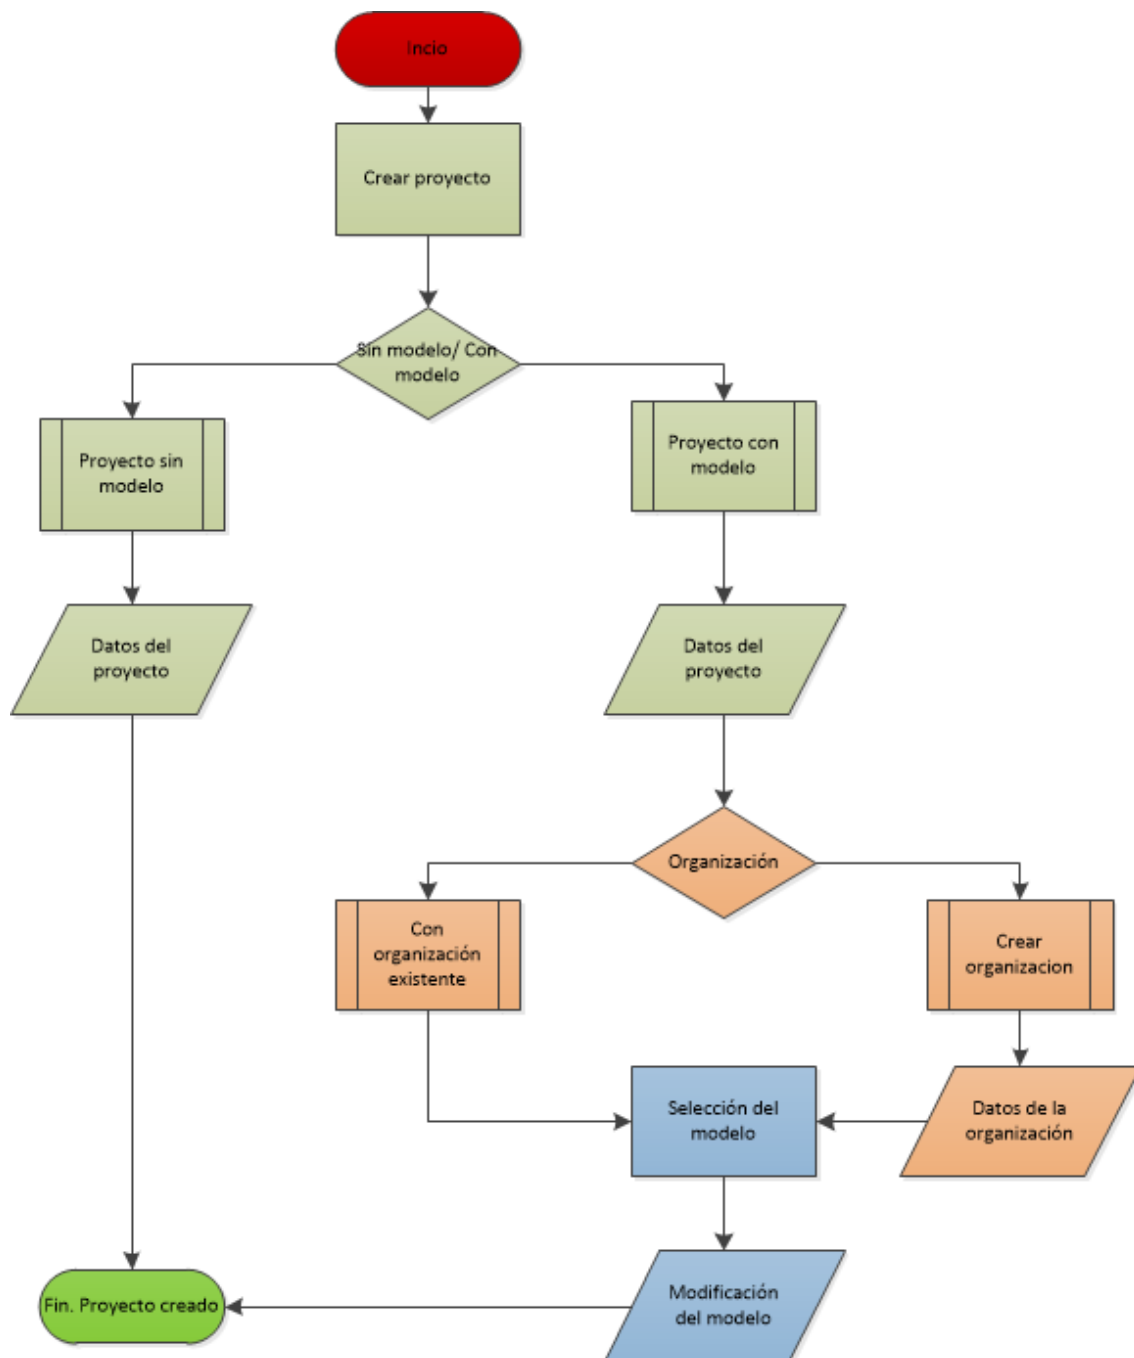 Incio
Crear proyecto
Sin modelo/ Con
modelo
Proyecto sin
modelo
Proyecto con
modelo
Datos del
proyecto
Datos del
proyecto
Organización
Con
organización
existente
Crear
organizacion
Selección del
modelo
Datos de la
organización
Fin. Proyecto creado
Modificación
del modelo